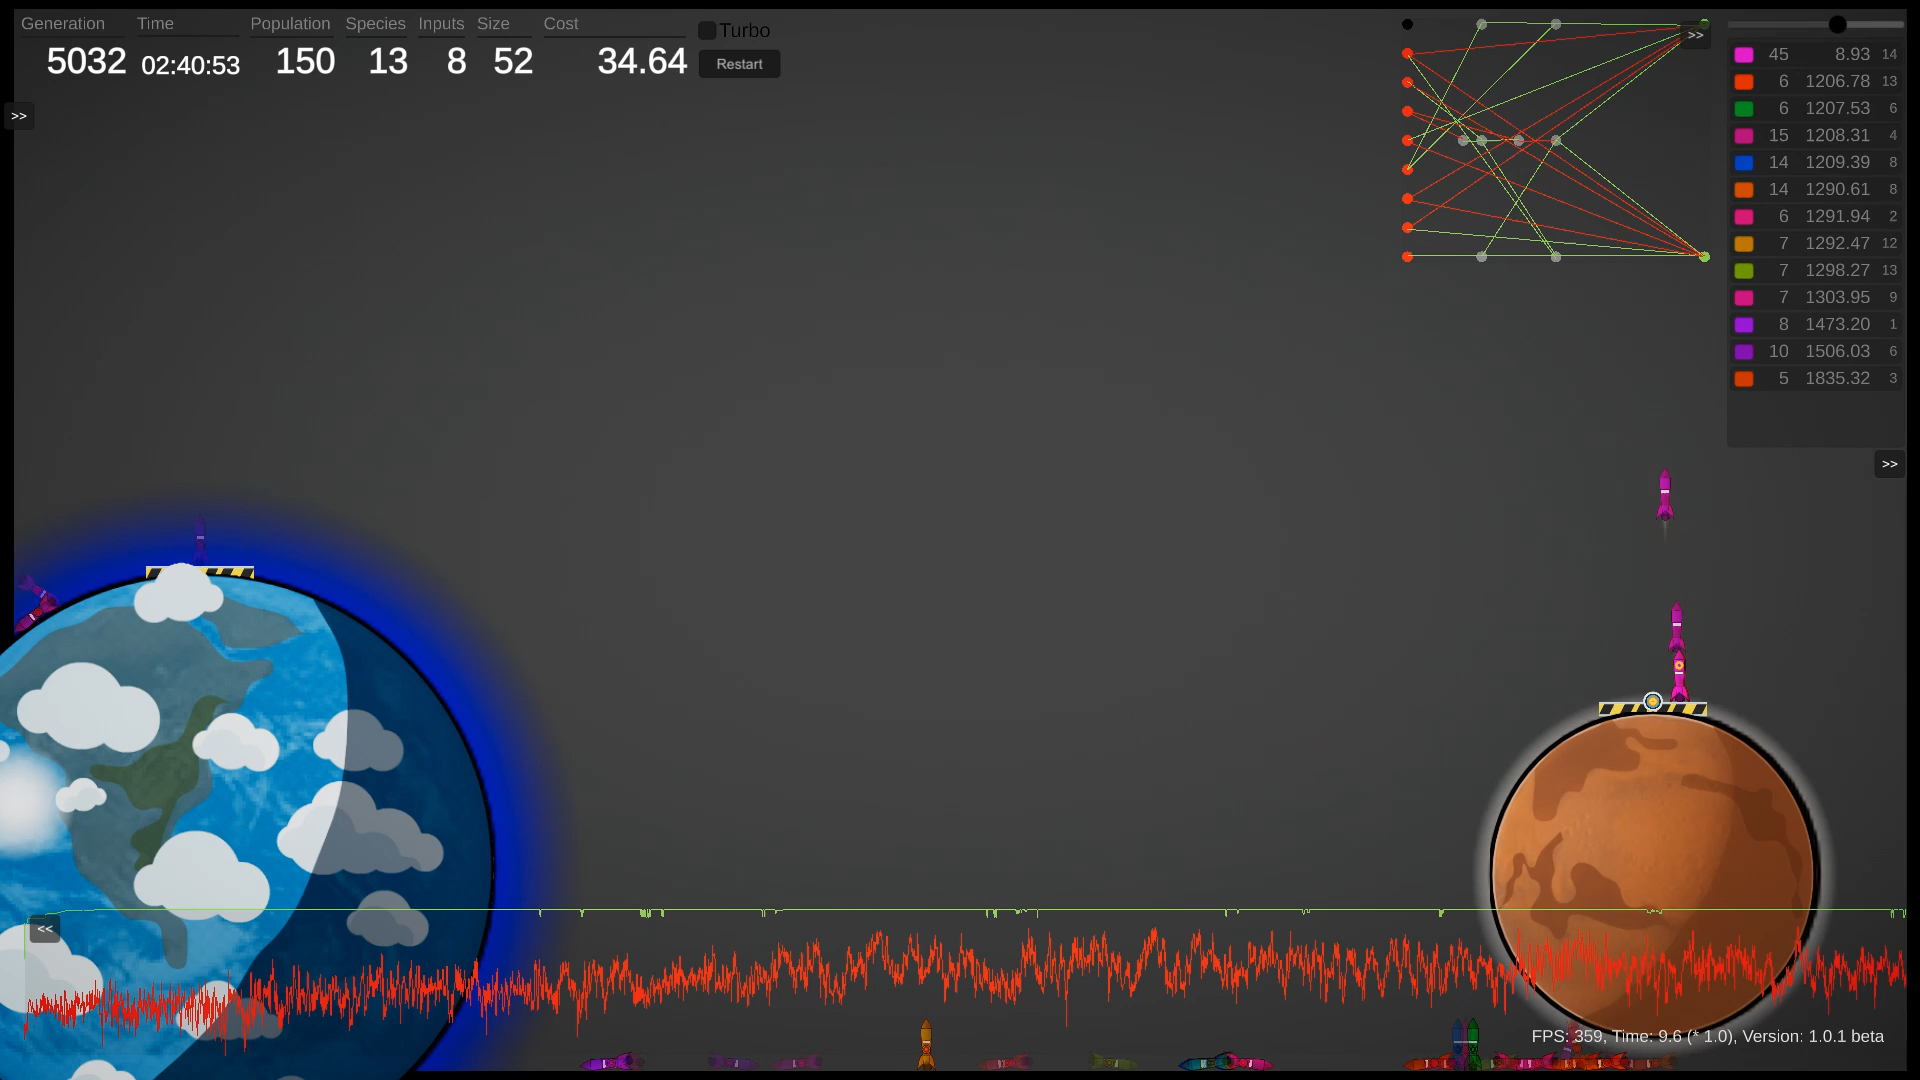 Generation Time Population Species Inputs Size Cost
5032 02:40:53 150 13 8 52 34.64
Turbo
Restart
>>
>>
45 8.93 14
6 1206.78 13
6 1207.53 6
15 1208.31 4
14 1209.39 8
14 1290.61 8
6 1291.94 2
7 1292.47 12
7 1298.27 13
7 1303.95 9
8 1473.20 1
10 1506.03 6
5 1835.32 3
>>
<<
FPS: 359, Time: 9.6 (* 1.0), Version: 1.0.1 beta